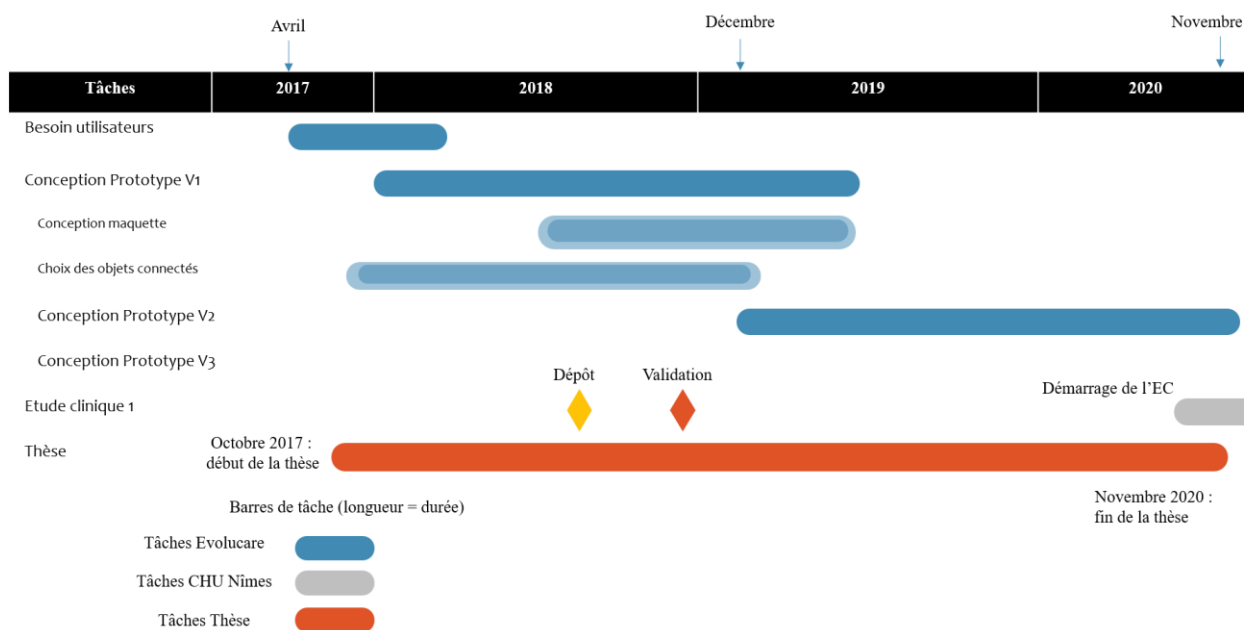 Avril
Décembre
Novembre
Tâches 2017 2018 2019 2020
Besoin utilisateurs
Conception Prototype V1
Conception maquette
Choix des objets connectés
Conception Prototype V2
Conception Prototype V3
Dépôt
Validation
Démarrage de l’EC
Etude clinique 1
Thèse
Octobre 2017 :
début de la thèse
Novembre 2020 :
fin de la thèse
Barres de tâche (longueur = durée)
Tâches Evolucare
Tâches CHU Nîmes
Tâches Thèse